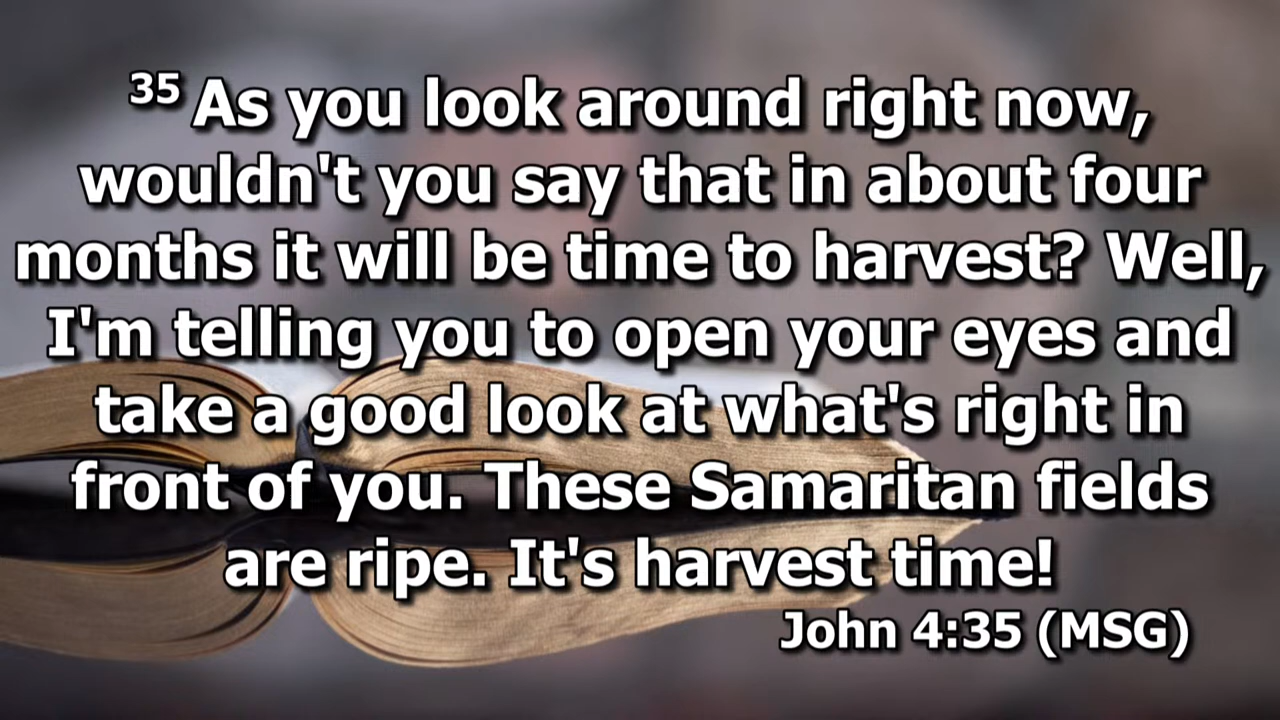 35 As you look around right now,
wouldn't you say that in about four
months it will be time to harvest? Well,
I'm telling you to open your eyes and
take a good look at what's right in
front of you. These Samaritan fields
are ripe. It's harvest time!
John 4:35 (MSG)